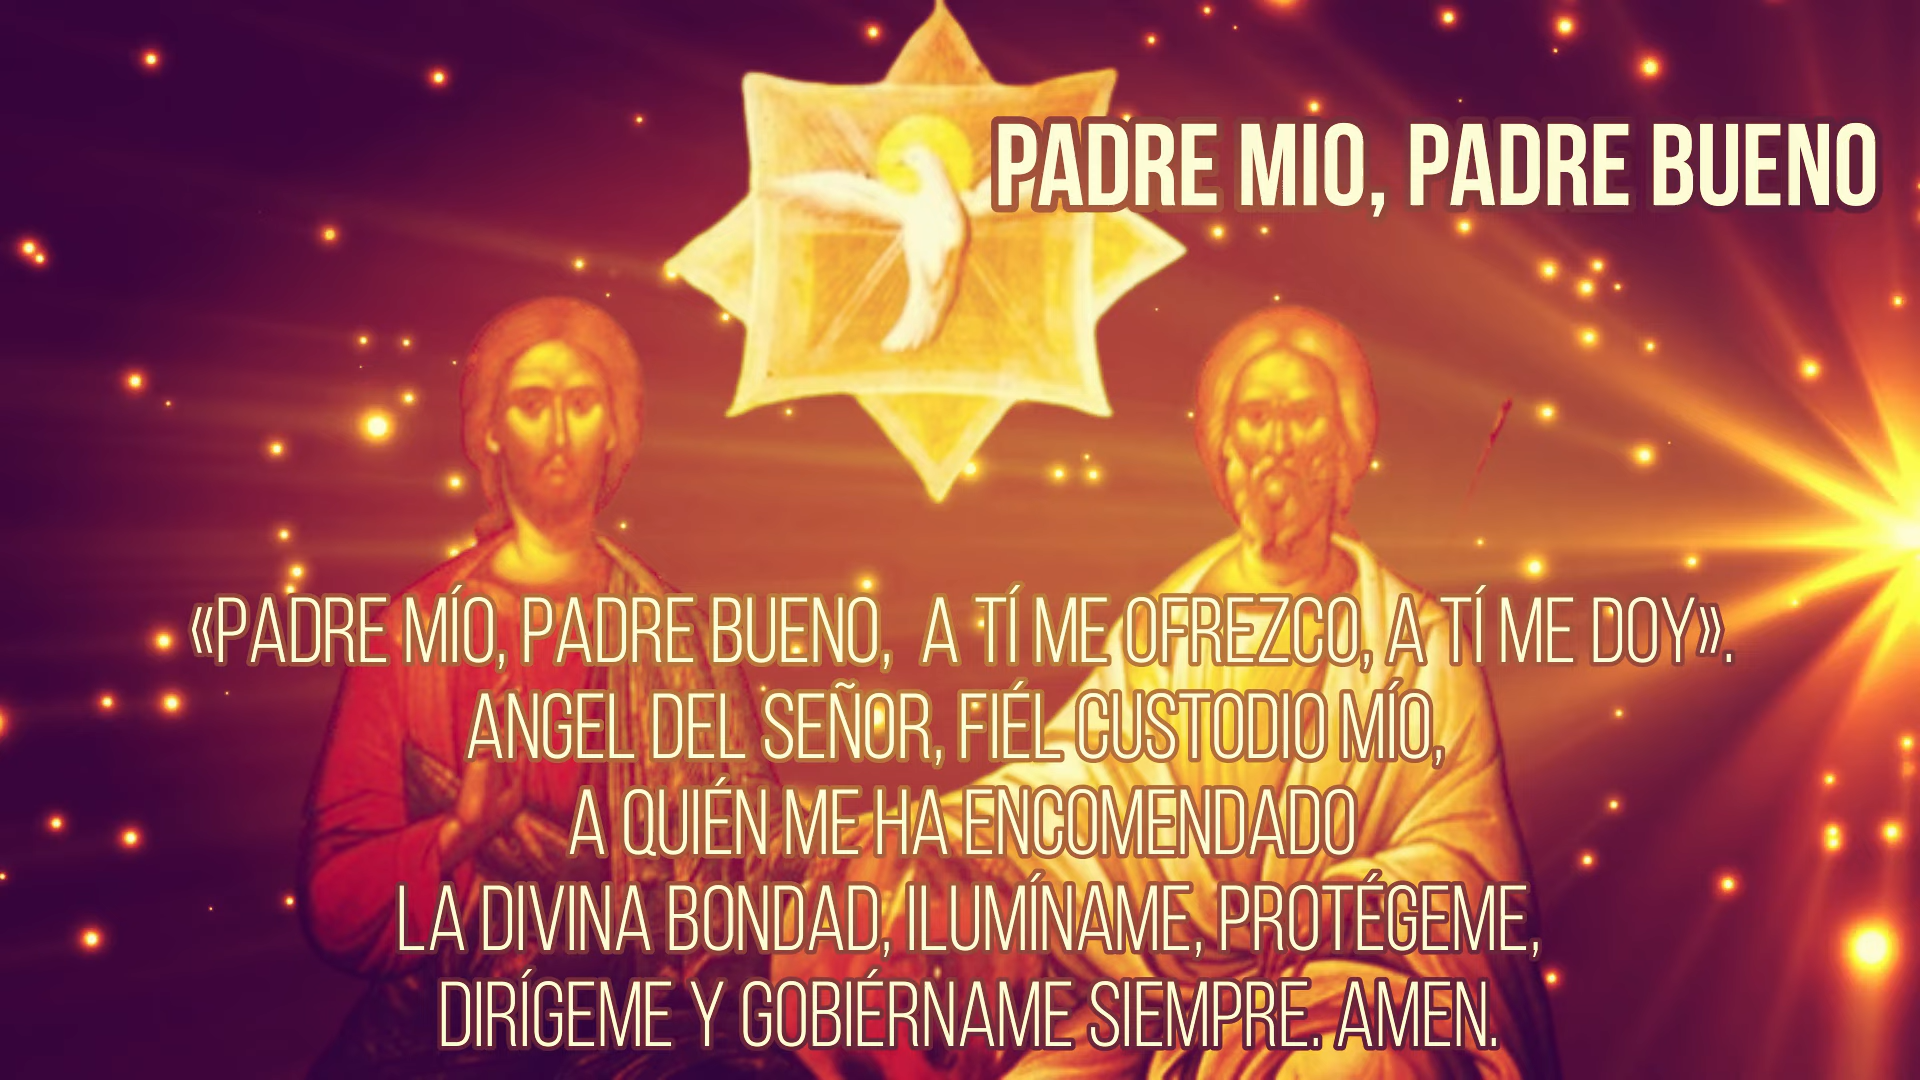 PADRE MIO, PADRE BUENO
«PADRE MÍO, PADRE BUENO, A TÍ ME OFREZCO, A TÍ ME DOY».
ANGEL DEL SEÑOR, FIÉL CUSTODIO MÍO,
A QUIÉN ME HA ENCOMENDADO
LA DIVINA BONDAD, ILUMÍNAME, PROTÉGEME,
DIRÍGEME Y GOBIÉRNAME SIEMPRE. AMEN.